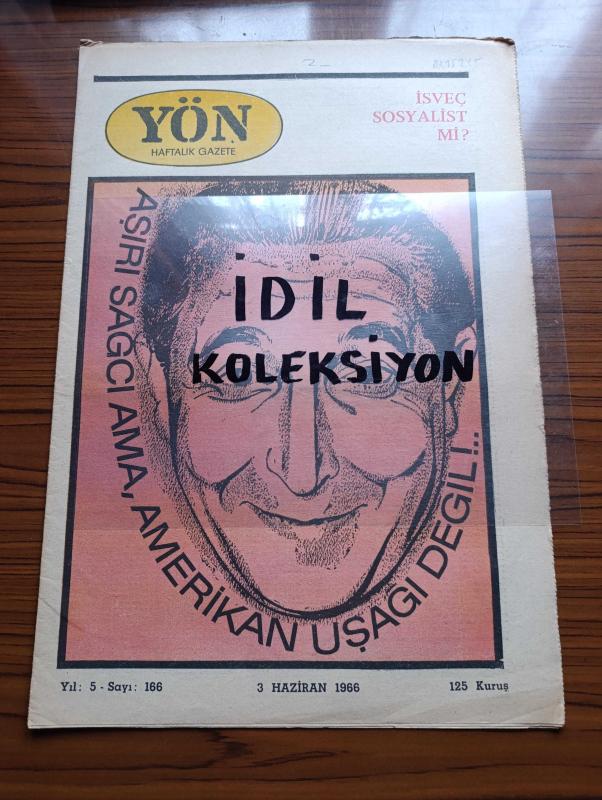 YÖN
HAFTALIK GAZETE
İSVEÇ
SOSYALİST
Mİ?
AŞIRI SAĞCI AMA, AMERİKAN UŞAĞI DEĞİL!..
İDİL
KOLEKSİYON
Yıl: 5 - Sayı: 166
3 HAZİRAN 1966
125 Kuruş